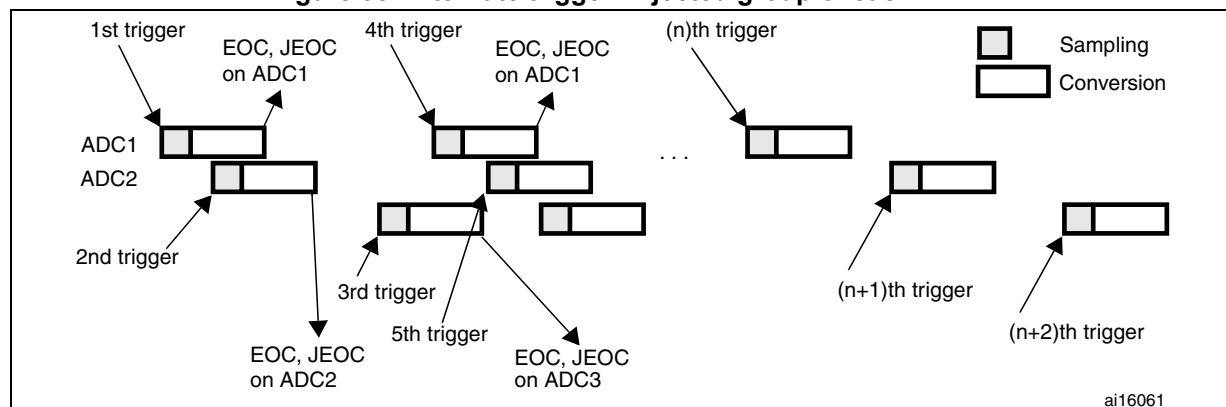 1st trigger
EOC, JEOC
on ADC1
4th trigger
EOC, JEOC
on ADC1
(n)th trigger
Sampling
Conversion
ADC1
ADC2
. . .
2nd trigger
3rd trigger
5th trigger
(n+1)th trigger
(n+2)th trigger
EOC, JEOC
on ADC2
EOC, JEOC
on ADC3
ai16061